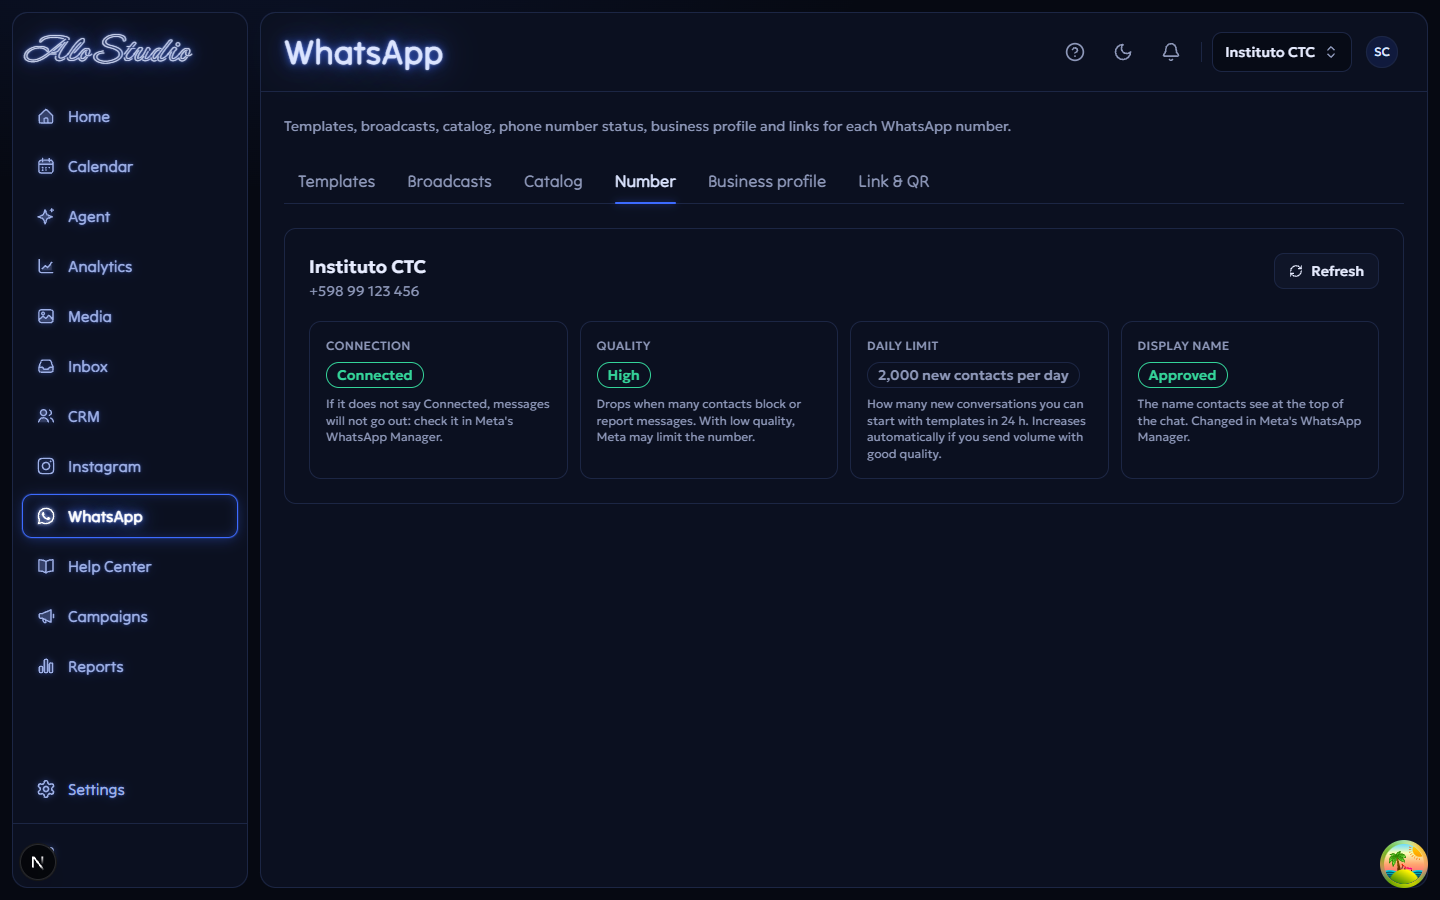 Alo Studio
WhatsApp
Instituto CTC
SC
Home
Calendar
Agent
Analytics
Media
Inbox
CRM
Instagram
WhatsApp
Help Center
Campaigns
Reports
Settings
N
Templates, broadcasts, catalog, phone number status, business profile and links for each WhatsApp number.
Templates
Broadcasts
Catalog
Number
Business profile
Link & QR
Instituto CTC
+598 99 123 456
Refresh
CONNECTION
Connected
If it does not say Connected, messages
will not go out: check it in Meta's
WhatsApp Manager.
QUALITY
High
Drops when many contacts block or
report messages. With low quality,
Meta may limit the number.
DAILY LIMIT
2,000 new contacts per day
How many new conversations you can
start with templates in 24 h. Increases
automatically if you send volume with
good quality.
DISPLAY NAME
Approved
The name contacts see at the top of
the chat. Changed in Meta's WhatsApp
Manager.